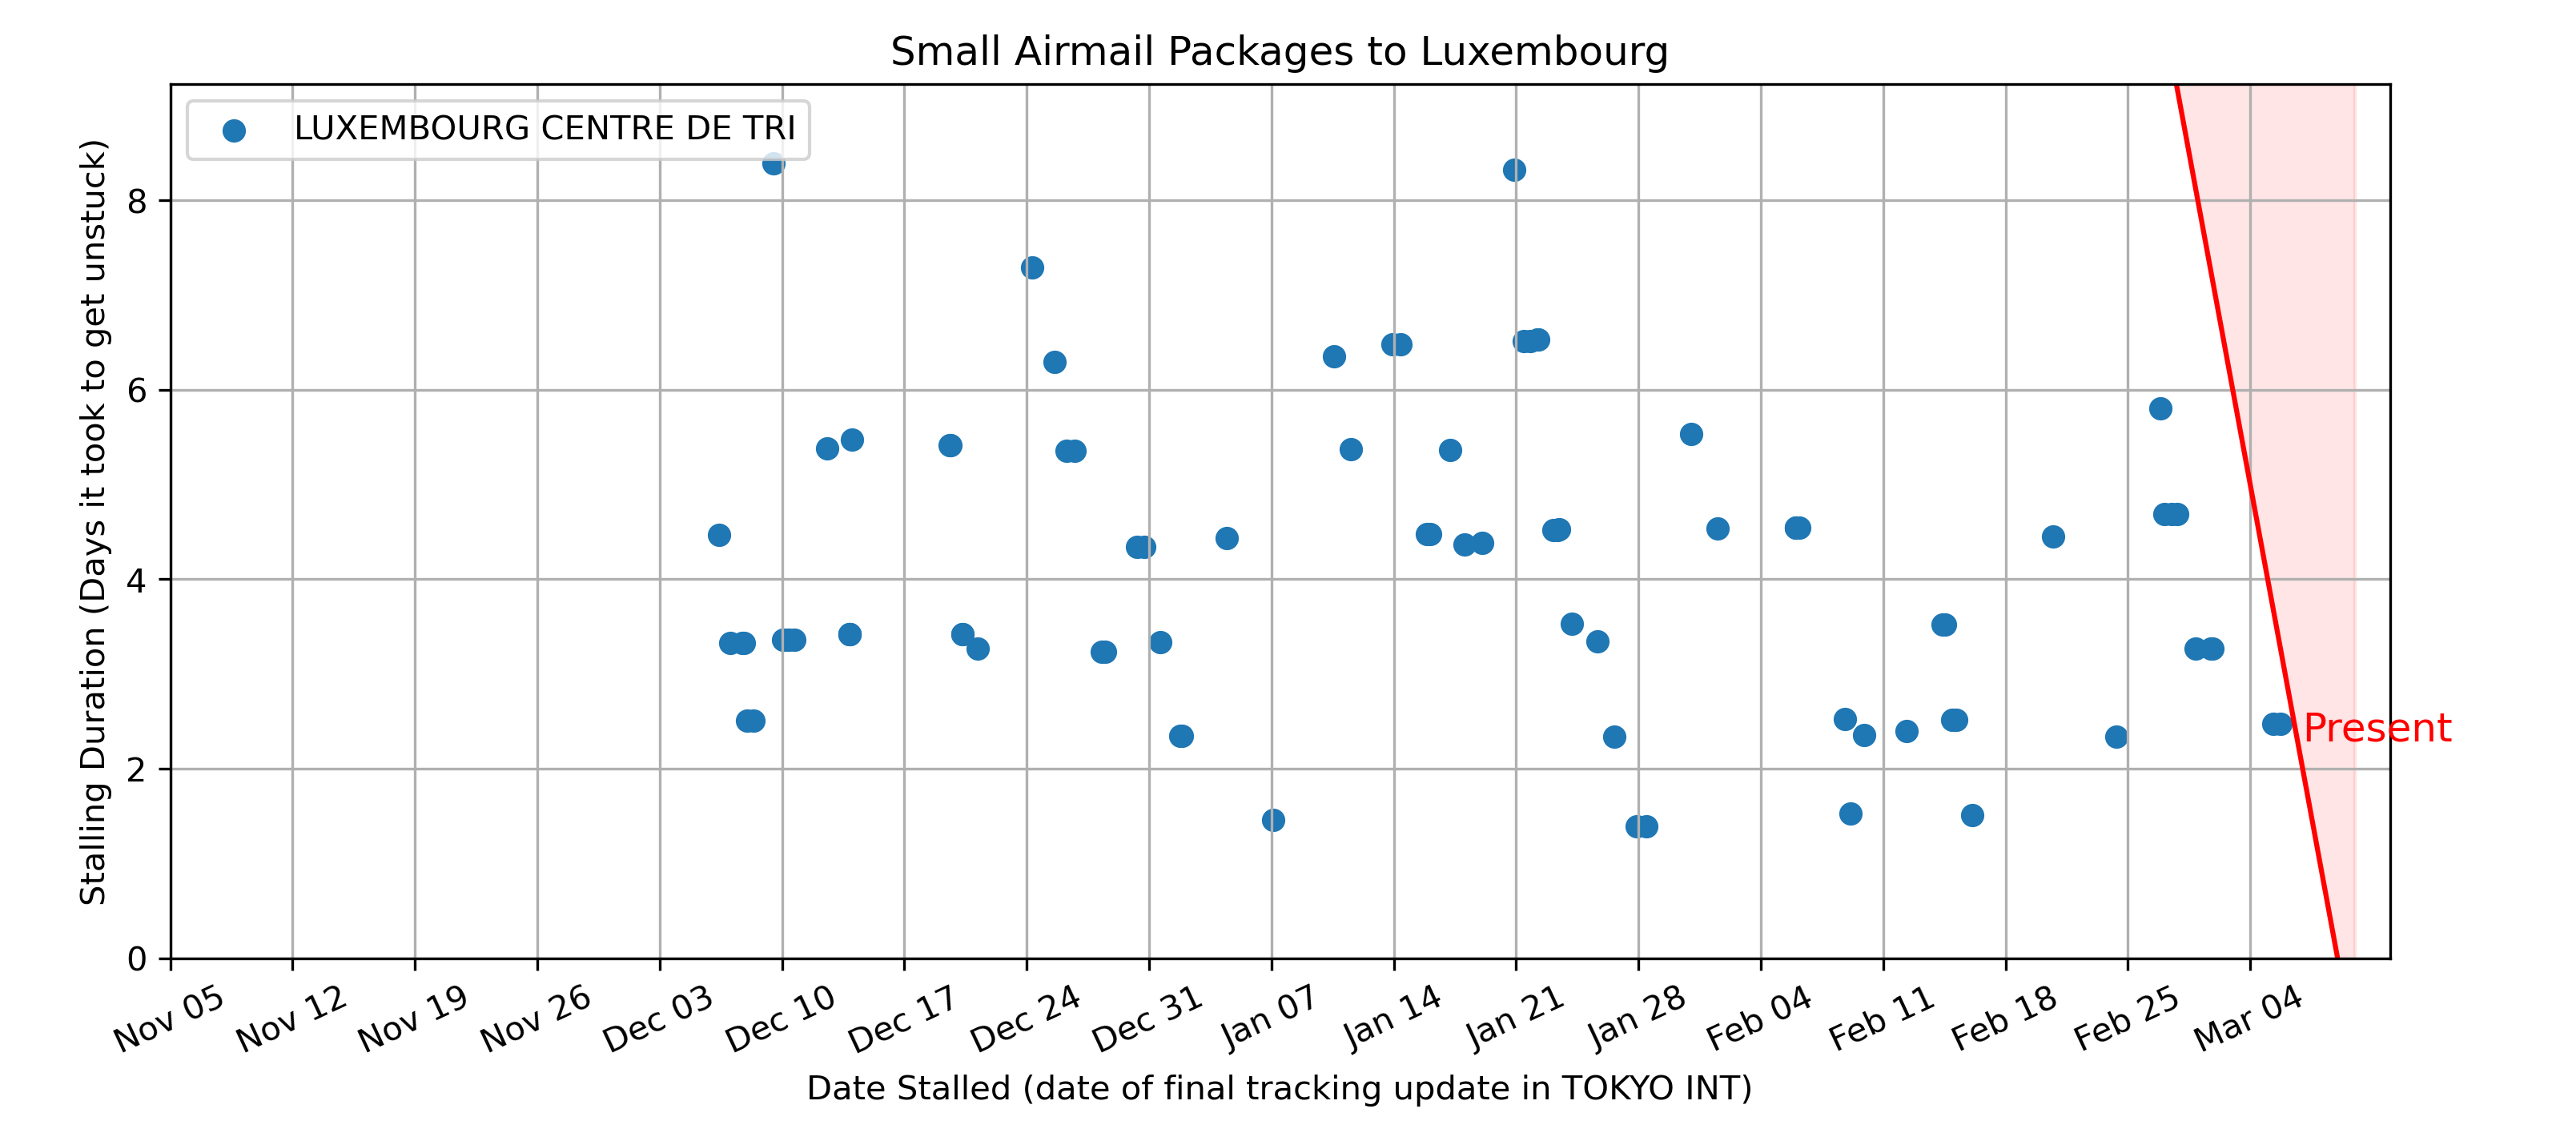 Small Airmail Packages to Luxembourg
LUXEMBOURG CENTRE DE TRI
Stalling Duration (Days it took to get unstuck)
8
6
4
2
0
Present
Nov 05 Nov 12 Nov 19 Nov 26 Dec 03 Dec 10 Dec 17 Dec 24 Dec 31 Jan 07 Jan 14 Jan 21 Jan 28 Feb 04 Feb 11 Feb 18 Feb 25 Mar 04
Date Stalled (date of final tracking update in TOKYO INT)